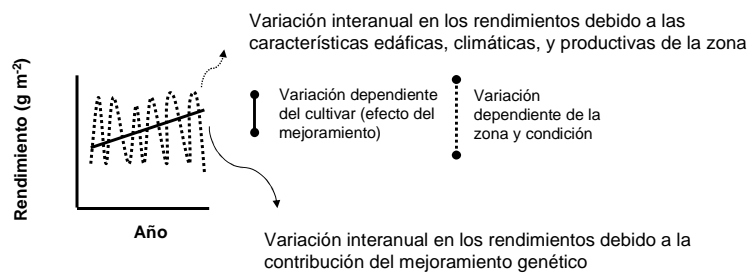 Variación interanual en los rendimientos debido a las
características edáficas, climáticas, y productivas de la zona
Rendimiento (g m-2)
Variación dependiente
del cultivar (efecto del
mejoramiento)
Variación
dependiente de la
zona y condición
Año
Variación interanual en los rendimientos debido a la
contribución del mejoramiento genético